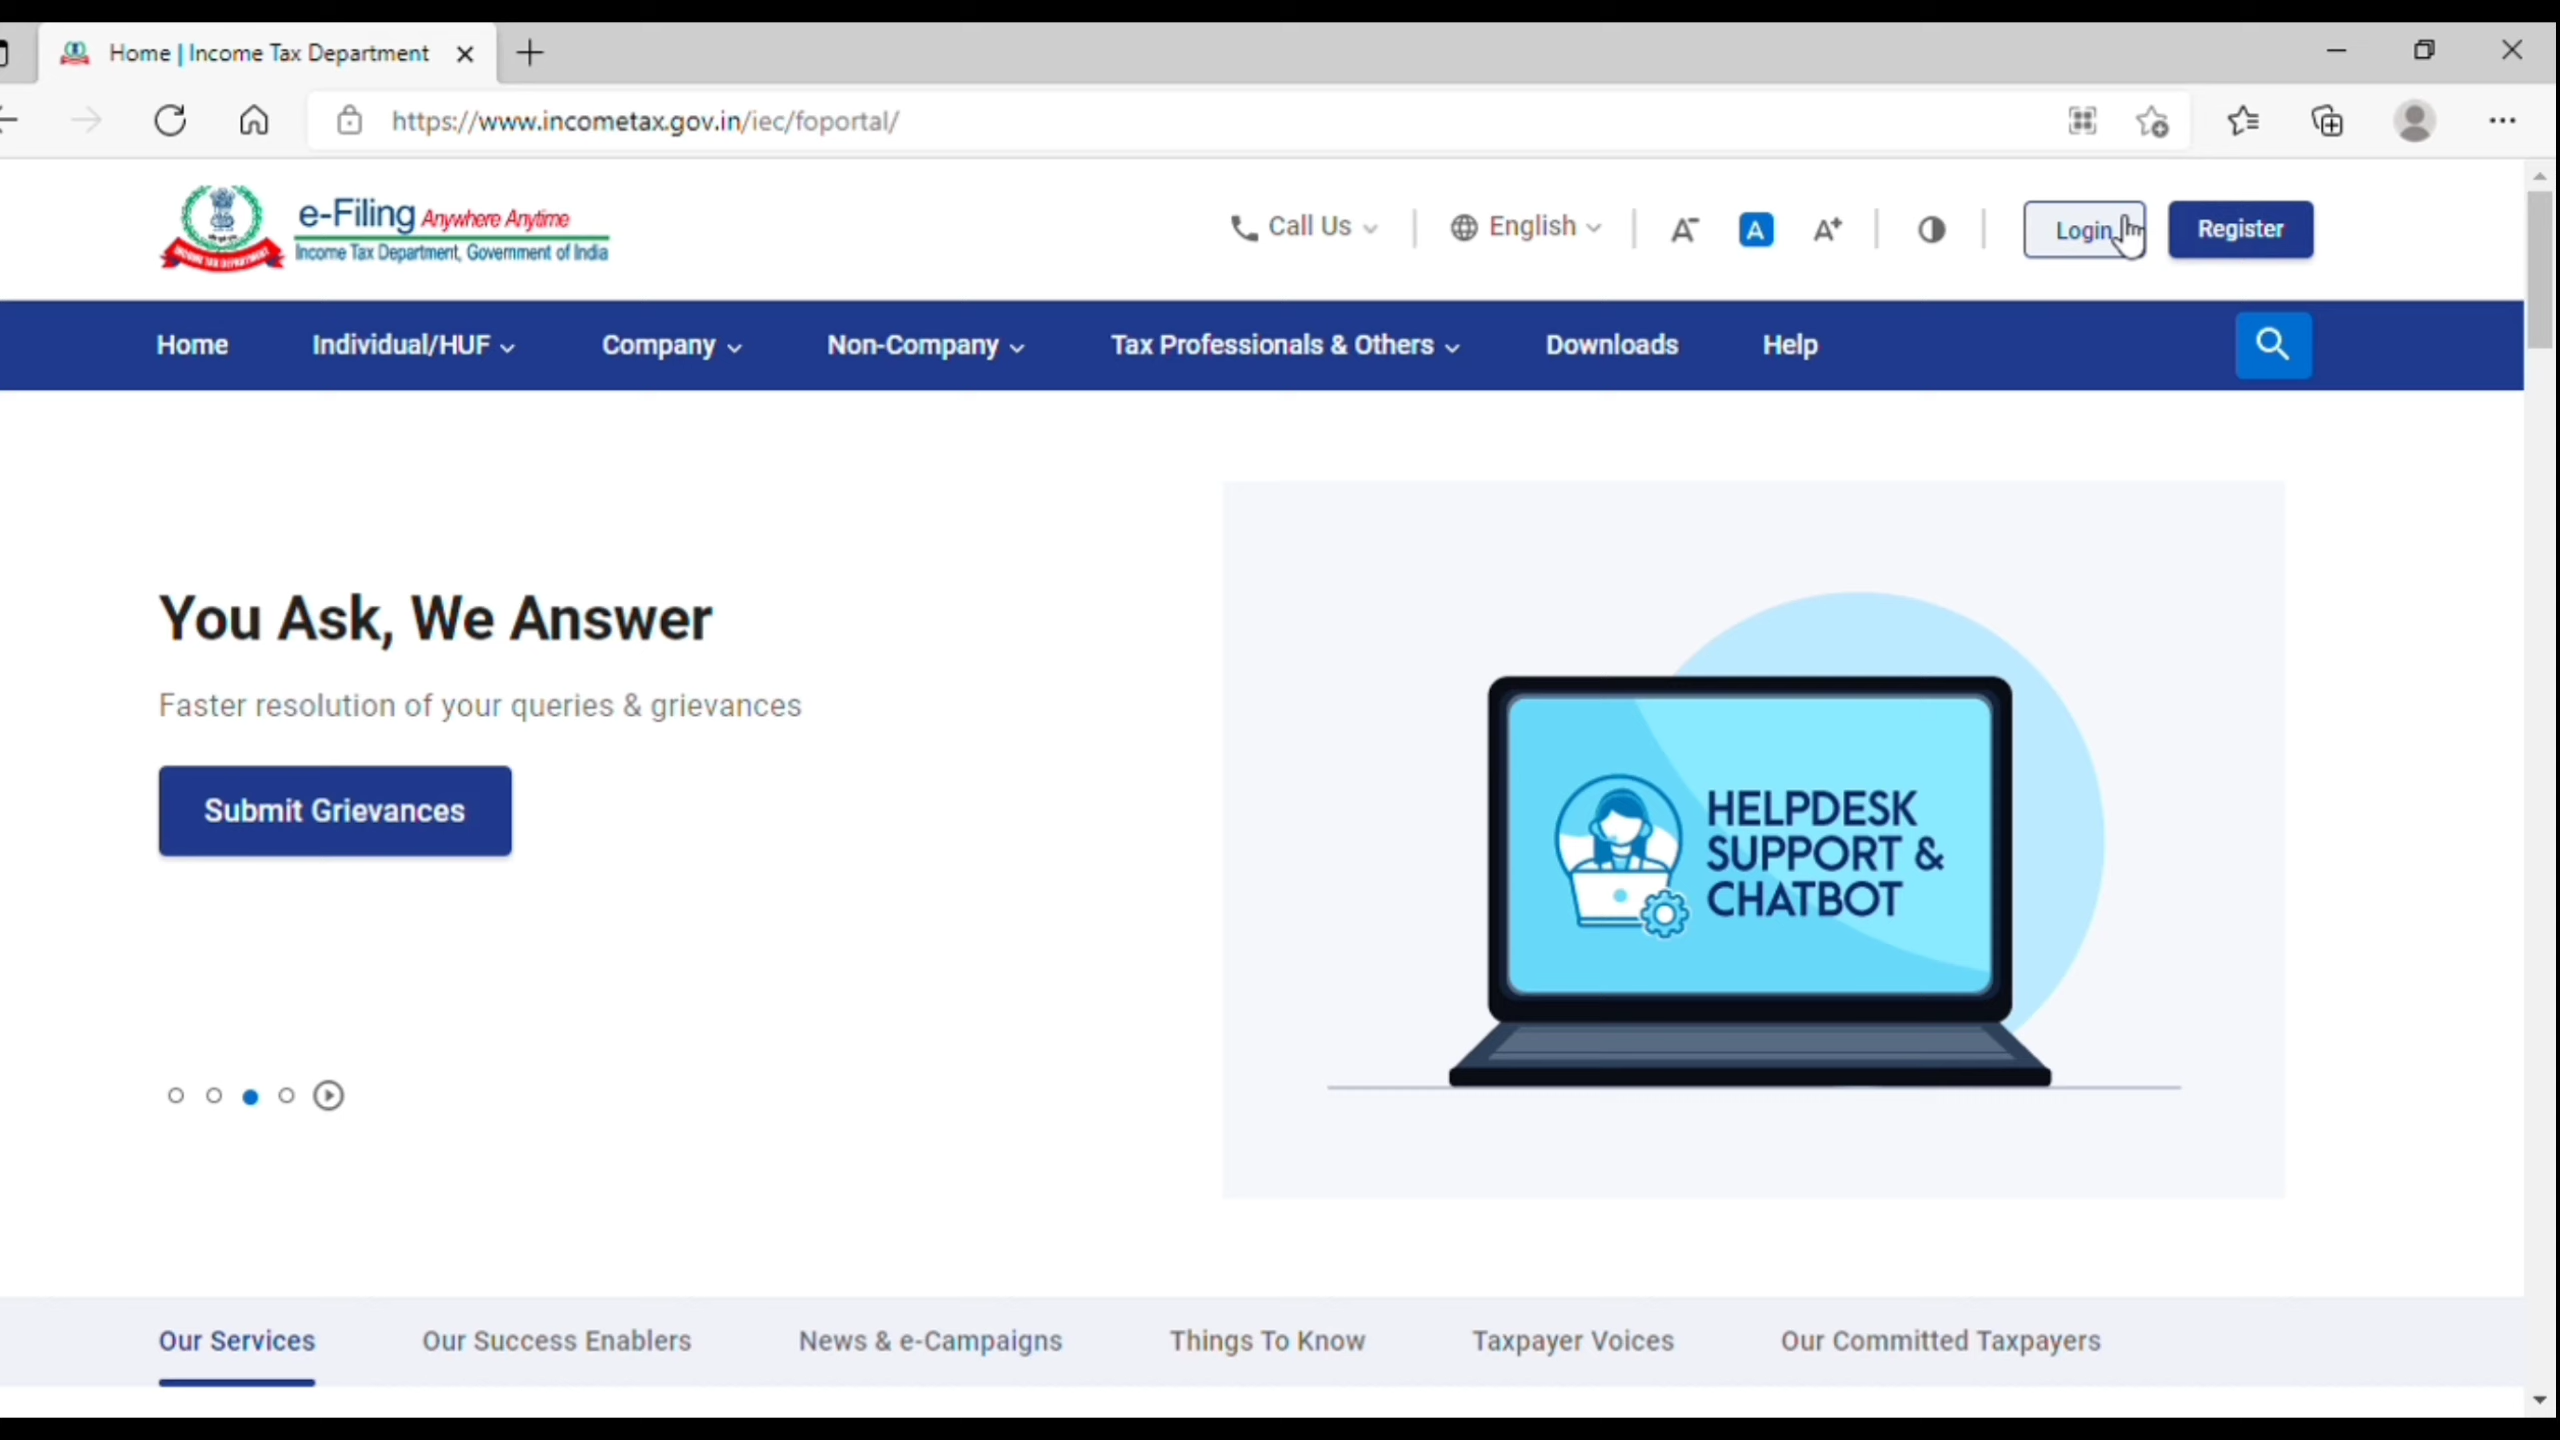 Home | Income Tax Department
https://www.incometax.gov.in/iec/foportal/
e-Filing Anywhere Anytime
Income Tax Department, Government of India
INCOME TAX DEPARTMENT
Call Us
English
A-
A
A+
Login
Register
Home
Individual/HUF
Company
Non-Company
Tax Professionals & Others
Downloads
Help
You Ask, We Answer
Faster resolution of your queries & grievances
Submit Grievances
HELPDESK
SUPPORT &
CHATBOT
Our Services
Our Success Enablers
News & e-Campaigns
Things To Know
Taxpayer Voices
Our Committed Taxpayers